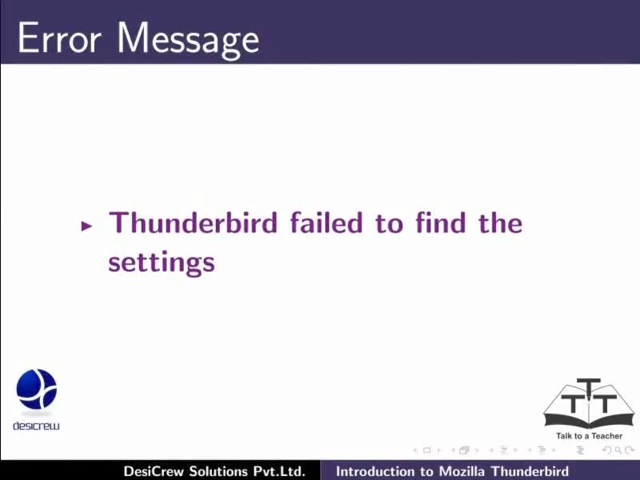 Error Message
Thunderbird failed to find the
settings
desicrew
TTT
Talk to a Teacher
DesiCrew Solutions Pvt.Ltd.
Introduction to Mozilla Thunderbird